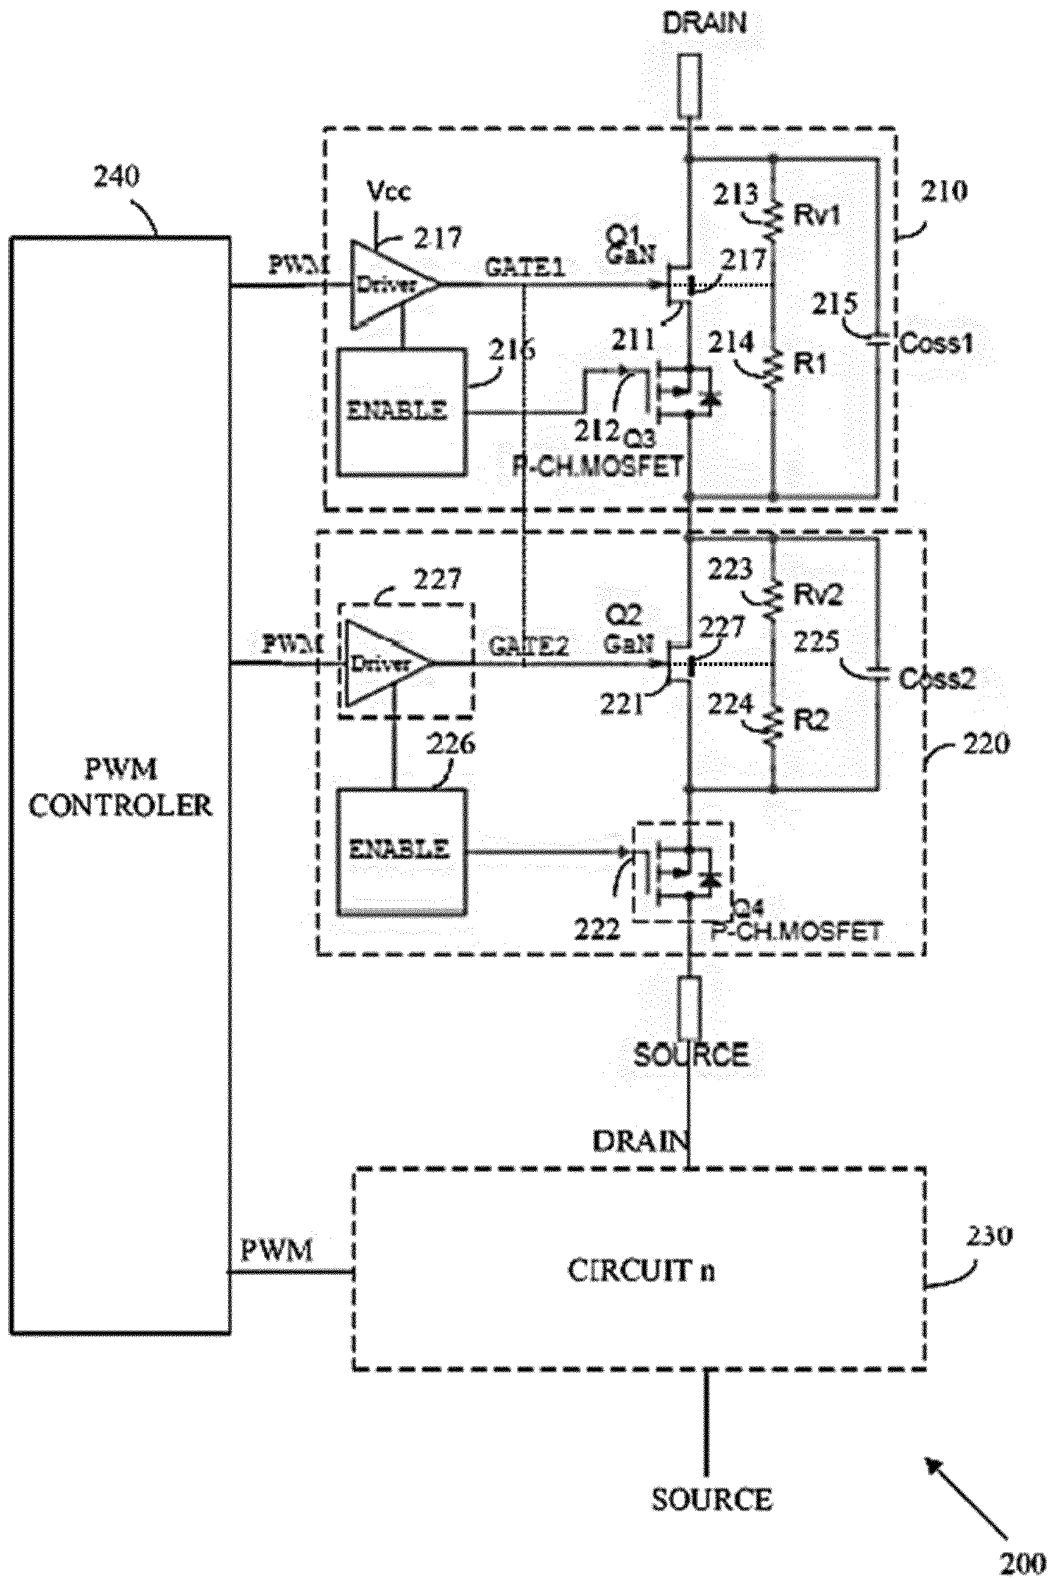 DRAIN
240
Vcc
217
PWM
Driver
GATE1
Q1
GaN
213
Rv1
210
217
211
214
R1
215
Coss1
216
ENABLE
212
Q3
P-CH.MOSFET
227
PWM
Driver
GATE2
Q2
GaN
223
Rv2
227
221
224
R2
225
Coss2
226
220
PWM
CONTROLER
ENABLE
222
Q4
P-CH.MOSFET
SOURCE
DRAIN
PWM
CIRCUIT n
230
SOURCE
200